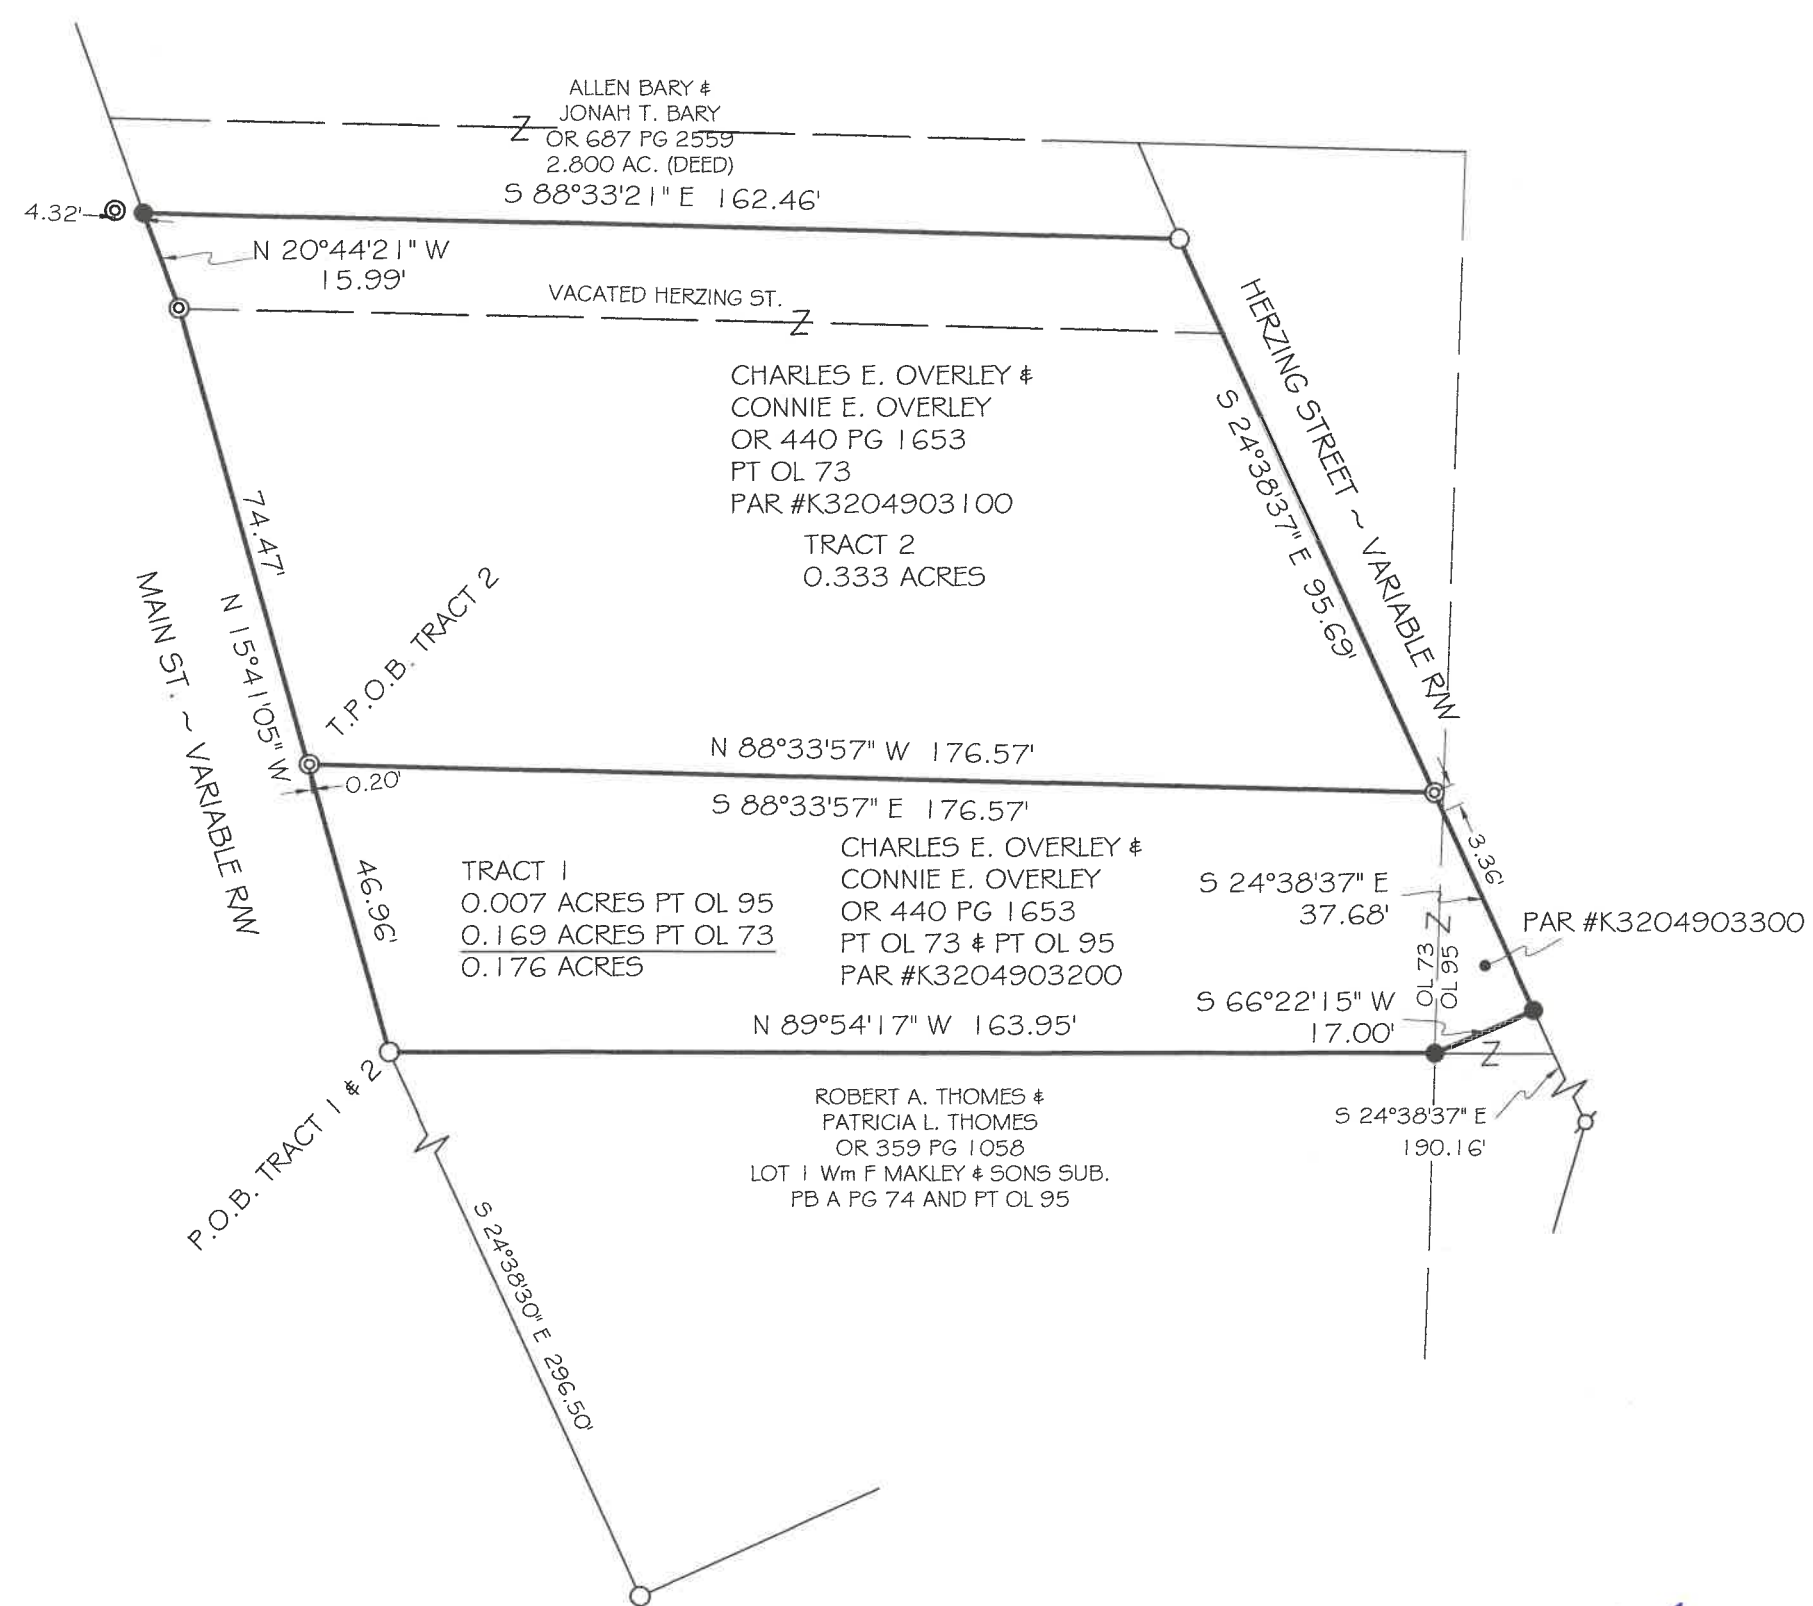 ALLEN BARY &
JONAH T. BARY
OR 687 PG 2559
2.800 AC. (DEED)
S 88°33'21" E 162.46'
4.32'
N 20°44'21" W
15.99'
VACATED HERZING ST.
HERZING STREET ~ VARIABLE R/W
S 24°38'37" E 95.69'
CHARLES E. OVERLEY &
CONNIE E. OVERLEY
OR 440 PG 1653
PT OL 73
PAR #K3204903100
TRACT 2
0.333 ACRES
74.47'
N 15°41'05" W
MAIN ST. ~ VARIABLE R/W
T.P.O.B. TRACT 2
N 88°33'57" W 176.57'
0.20'
S 88°33'57" E 176.57'
46.96'
TRACT 1
0.007 ACRES PT OL 95
0.169 ACRES PT OL 73
0.176 ACRES
CHARLES E. OVERLEY &
CONNIE E. OVERLEY
OR 440 PG 1653
PT OL 73 & PT OL 95
PAR #K3204903200
3.36'
S 24°38'37" E
37.68'
PAR #K3204903300
OL 73
OL 95
S 66°22'15" W
17.00'
N 89°54'17" W 163.95'
P.O.B. TRACT 1 & 2
ROBERT A. THOMES &
PATRICIA L. THOMES
OR 359 PG 1058
LOT 1 Wm F MAKLEY & SONS SUB.
PB A PG 74 AND PT OL 95
S 24°38'37" E
190.16'
S 24°38'30" E 296.50'